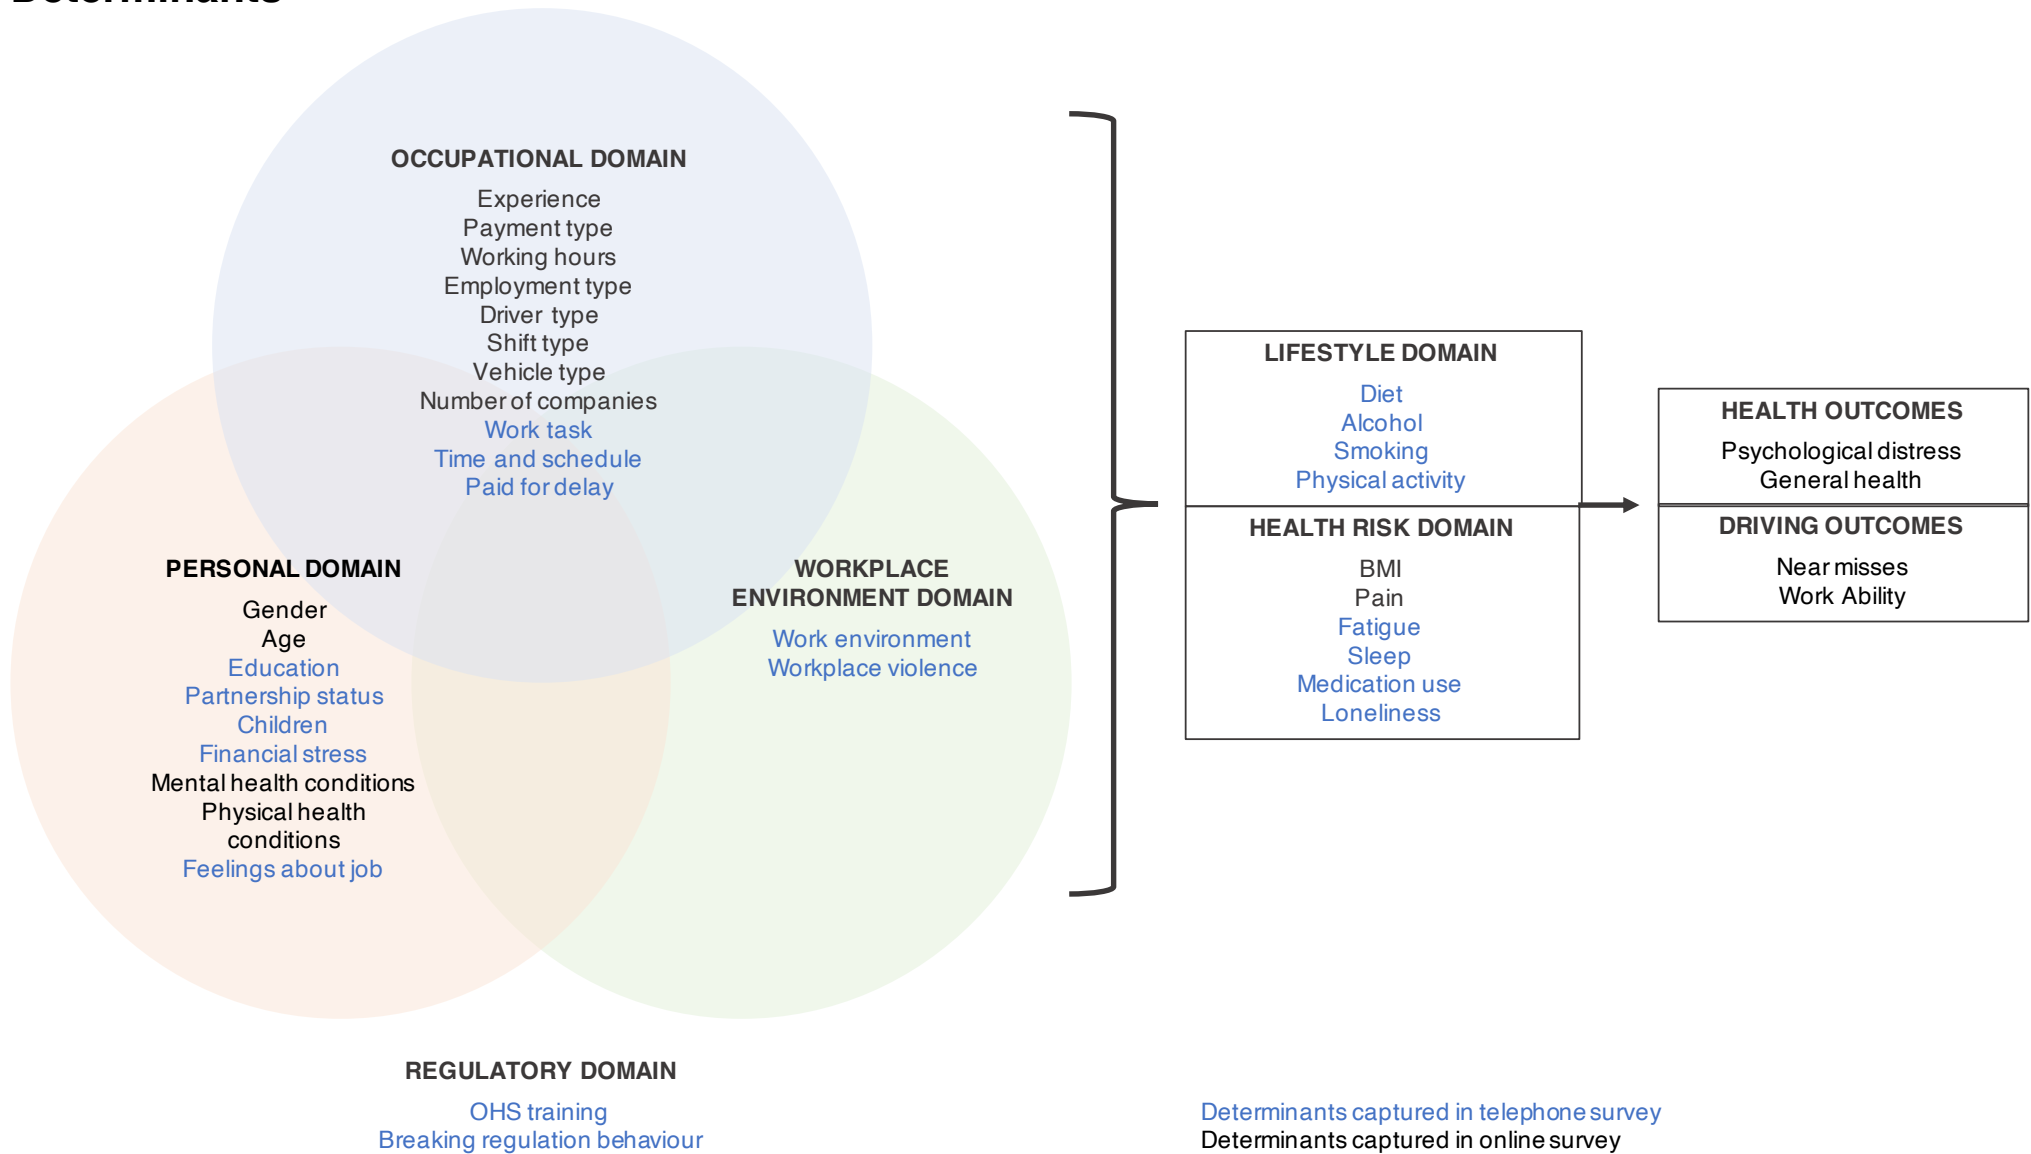 Determinants
OCCUPATIONAL DOMAIN
Experience
Payment type
Working hours
Employment type
Driver type
Shift type
Vehicle type
Number of companies
Work task
Time and schedule
Paid for delay
PERSONAL DOMAIN
Gender
Age
Education
Partnership status
Children
Financial stress
Mental health conditions
Physical health
conditions
Feelings about job
WORKPLACE
ENVIRONMENT DOMAIN
Work environment
Workplace violence
REGULATORY DOMAIN
OHS training
Breaking regulation behaviour
LIFESTYLE DOMAIN
Diet
Alcohol
Smoking
Physical activity
HEALTH RISK DOMAIN
BMI
Pain
Fatigue
Sleep
Medication use
Loneliness
HEALTH OUTCOMES
Psychological distress
General health
DRIVING OUTCOMES
Near misses
Work Ability
Determinants captured in telephone survey
Determinants captured in online survey